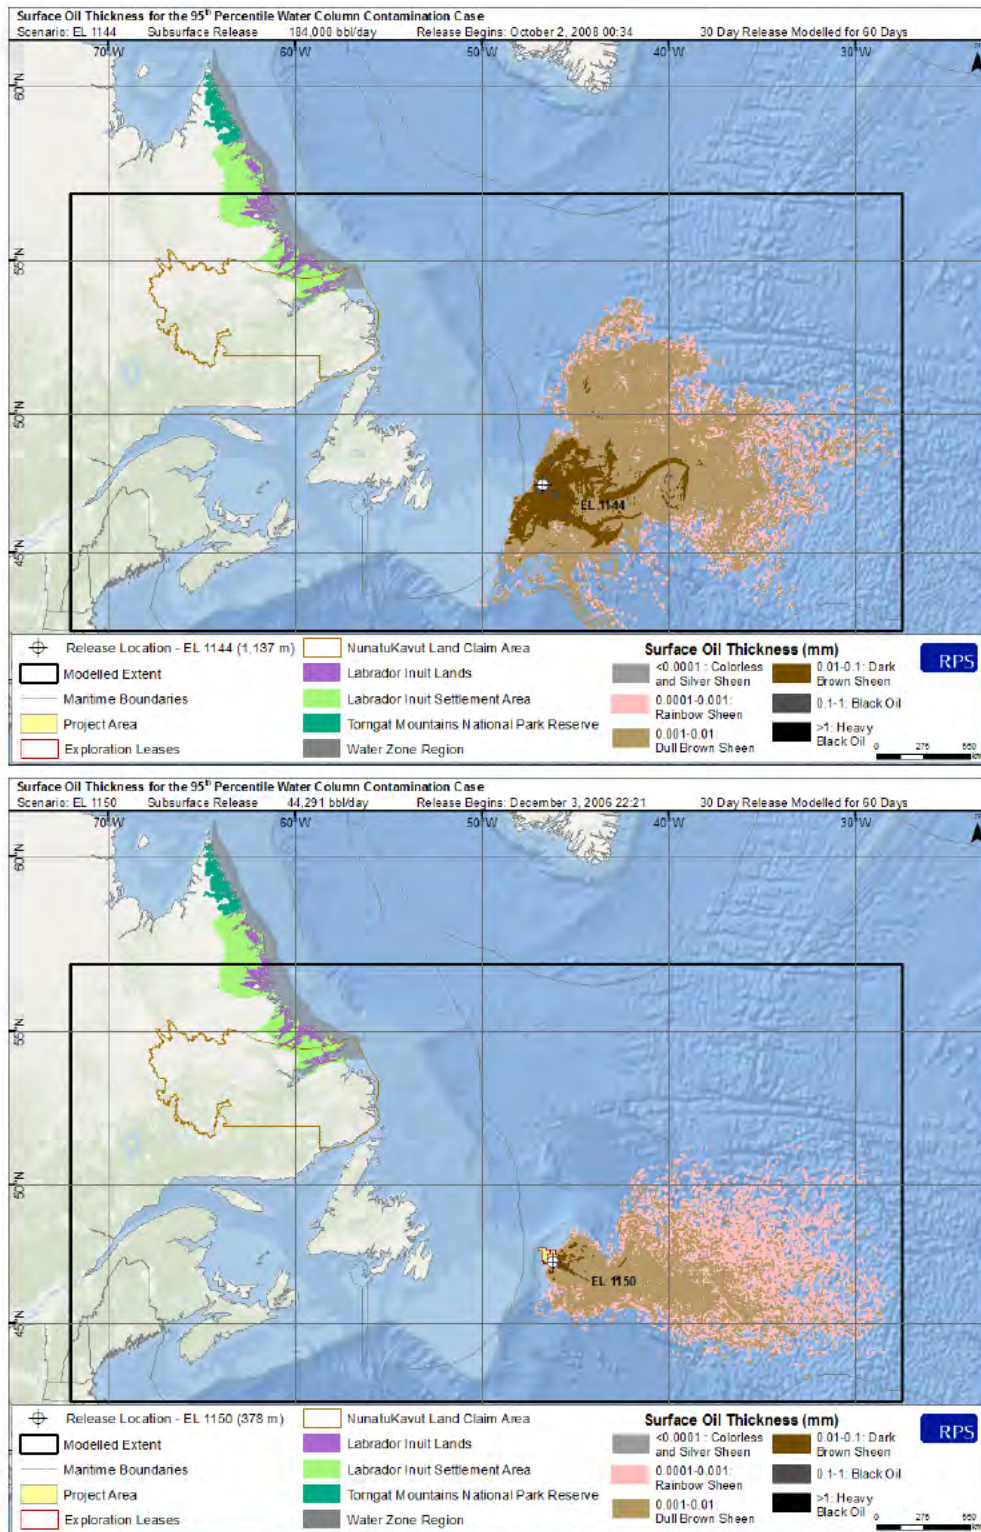 Surface Oil Thickness for the 95th Percentile Water Column Contamination Case
Scenario: EL 1144 Subsurface Release 184,000 bbl/day Release Begins: October 2, 2008 00:34 30 Day Release Modelled for 60 Days
70°W 60°W 50°W 40°W 30°W
60°N
55°N
50°N
45°N
EL 1144
Release Location - EL 1144 (1,137 m)
Modelled Extent
Maritime Boundaries
Project Area
Exploration Leases
NunatuKavut Land Claim Area
Labrador Inuit Lands
Labrador Inuit Settlement Area
Torngat Mountains National Park Reserve
Water Zone Region
Surface Oil Thickness (mm)
<0.0001 : Colorless
and Silver Sheen
0.0001-0.001:
Rainbow Sheen
0.001-0.01:
Dull Brown Sheen
0.01-0.1: Dark
Brown Sheen
0.1-1: Black Oil
>1: Heavy
Black Oil
RPS
0 275 550
km
Surface Oil Thickness for the 95th Percentile Water Column Contamination Case
Scenario: EL 1150 Subsurface Release 44,291 bbl/day Release Begins: December 3, 2006 22:21 30 Day Release Modelled for 60 Days
70°W 60°W 50°W 40°W 30°W
60°N
55°N
50°N
45°N
EL 1150
Release Location - EL 1150 (378 m)
Modelled Extent
Maritime Boundaries
Project Area
Exploration Leases
NunatuKavut Land Claim Area
Labrador Inuit Lands
Labrador Inuit Settlement Area
Torngat Mountains National Park Reserve
Water Zone Region
Surface Oil Thickness (mm)
<0.0001 : Colorless
and Silver Sheen
0.0001-0.001:
Rainbow Sheen
0.001-0.01:
Dull Brown Sheen
0.01-0.1: Dark
Brown Sheen
0.1-1: Black Oil
>1: Heavy
Black Oil
RPS
0 275 550
km